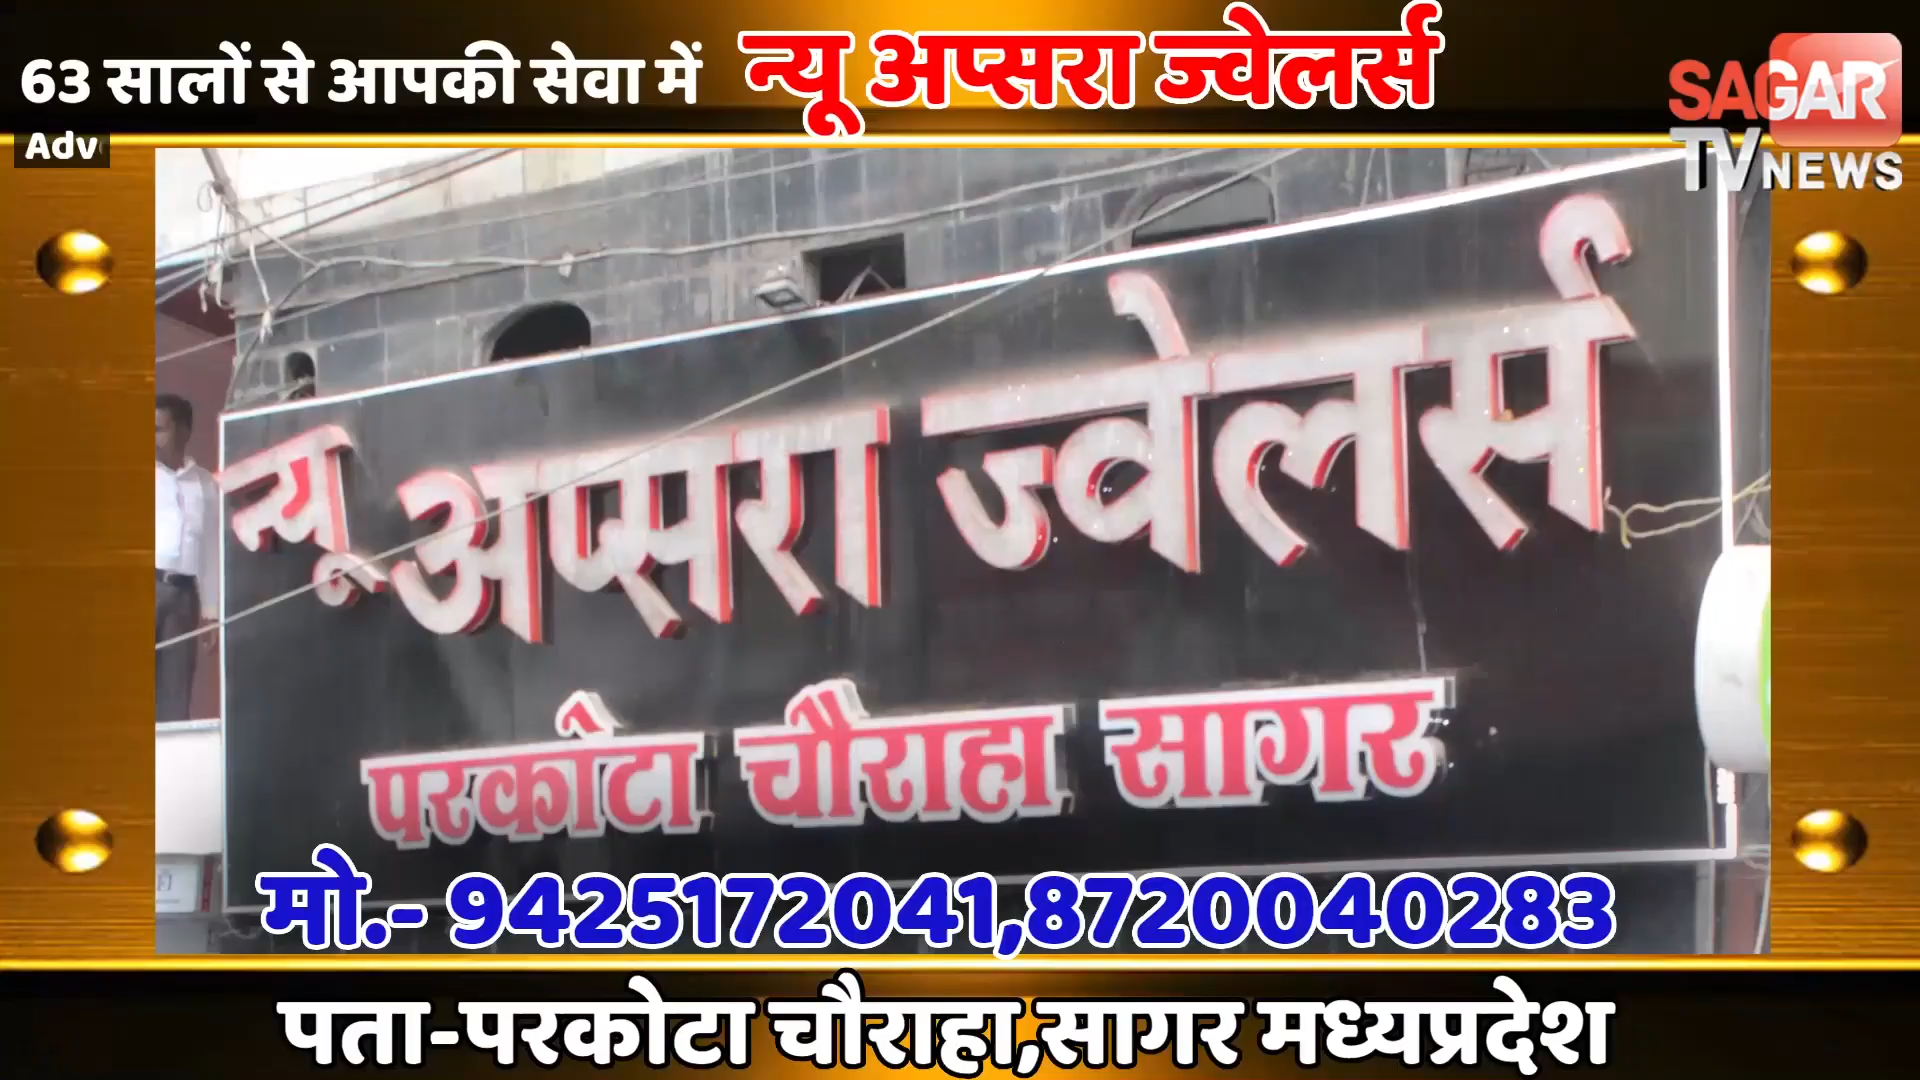 63 सालों से आपकी सेवा में न्यू अप्सरा ज्वेलर्स
SAGAR
TV NEWS
Adv
न्यू अप्सरा ज्वेलर्स
परकोटा चौराहा सागर
मो.- 9425172041,8720040283
पता-परकोटा चौराहा,सागर मध्यप्रदेश